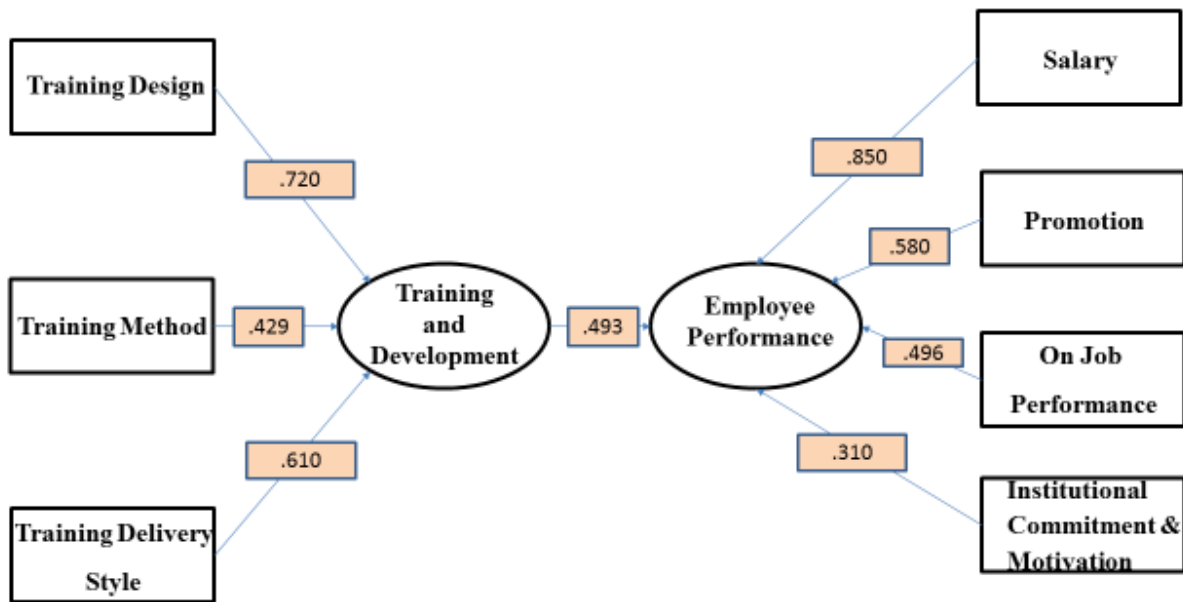 Training Design
.720
Training Method
.429
Training Delivery
Style
.610
Training
and
Development
.493
Employee
Performance
Salary
.850
Promotion
.580
On Job
Performance
.496
Institutional
Commitment &
Motivation
.310